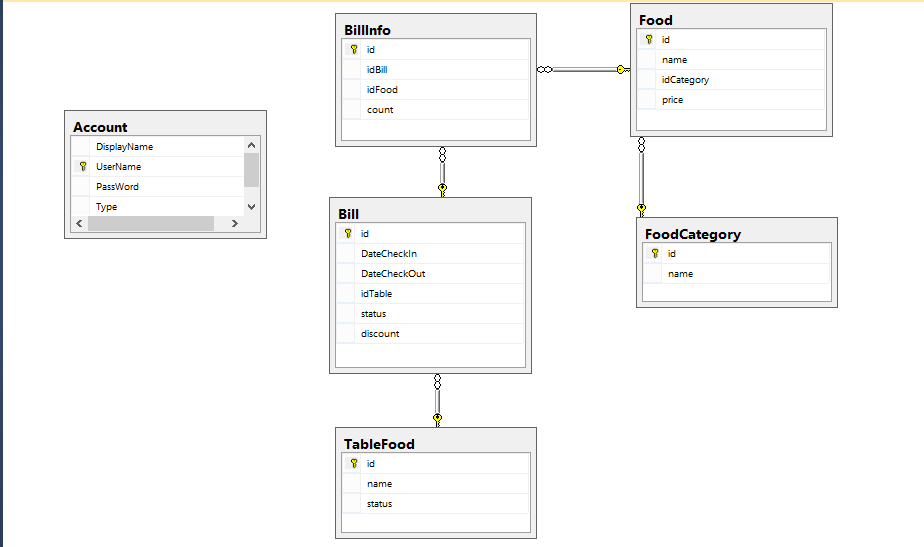 Account
DisplayName
UserName
PassWord
Type
BillInfo
id
idBill
idFood
count
Food
id
name
idCategory
price
Bill
id
DateCheckIn
DateCheckOut
idTable
status
discount
FoodCategory
id
name
TableFood
id
name
status